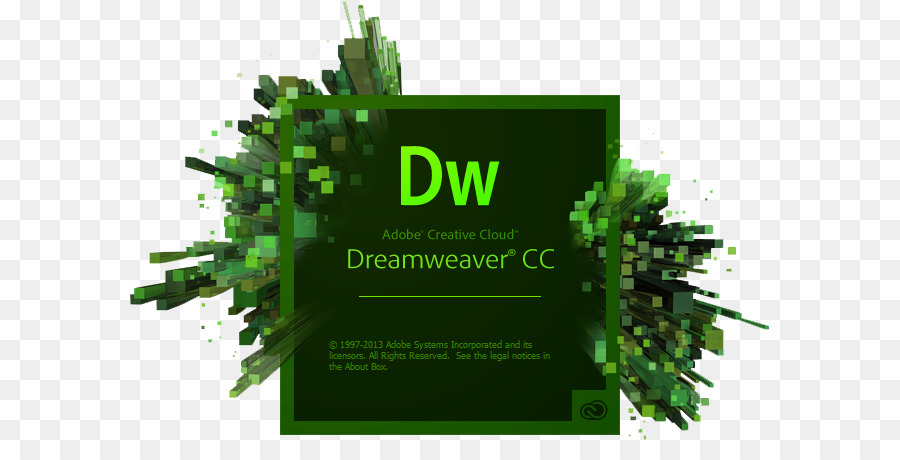 Dw
Adobe® Creative Cloud™
Dreamweaver® CC
© 1997-2013 Adobe Systems Incorporated and its
licensors. All Rights Reserved.  See the legal notices in
the About Box.